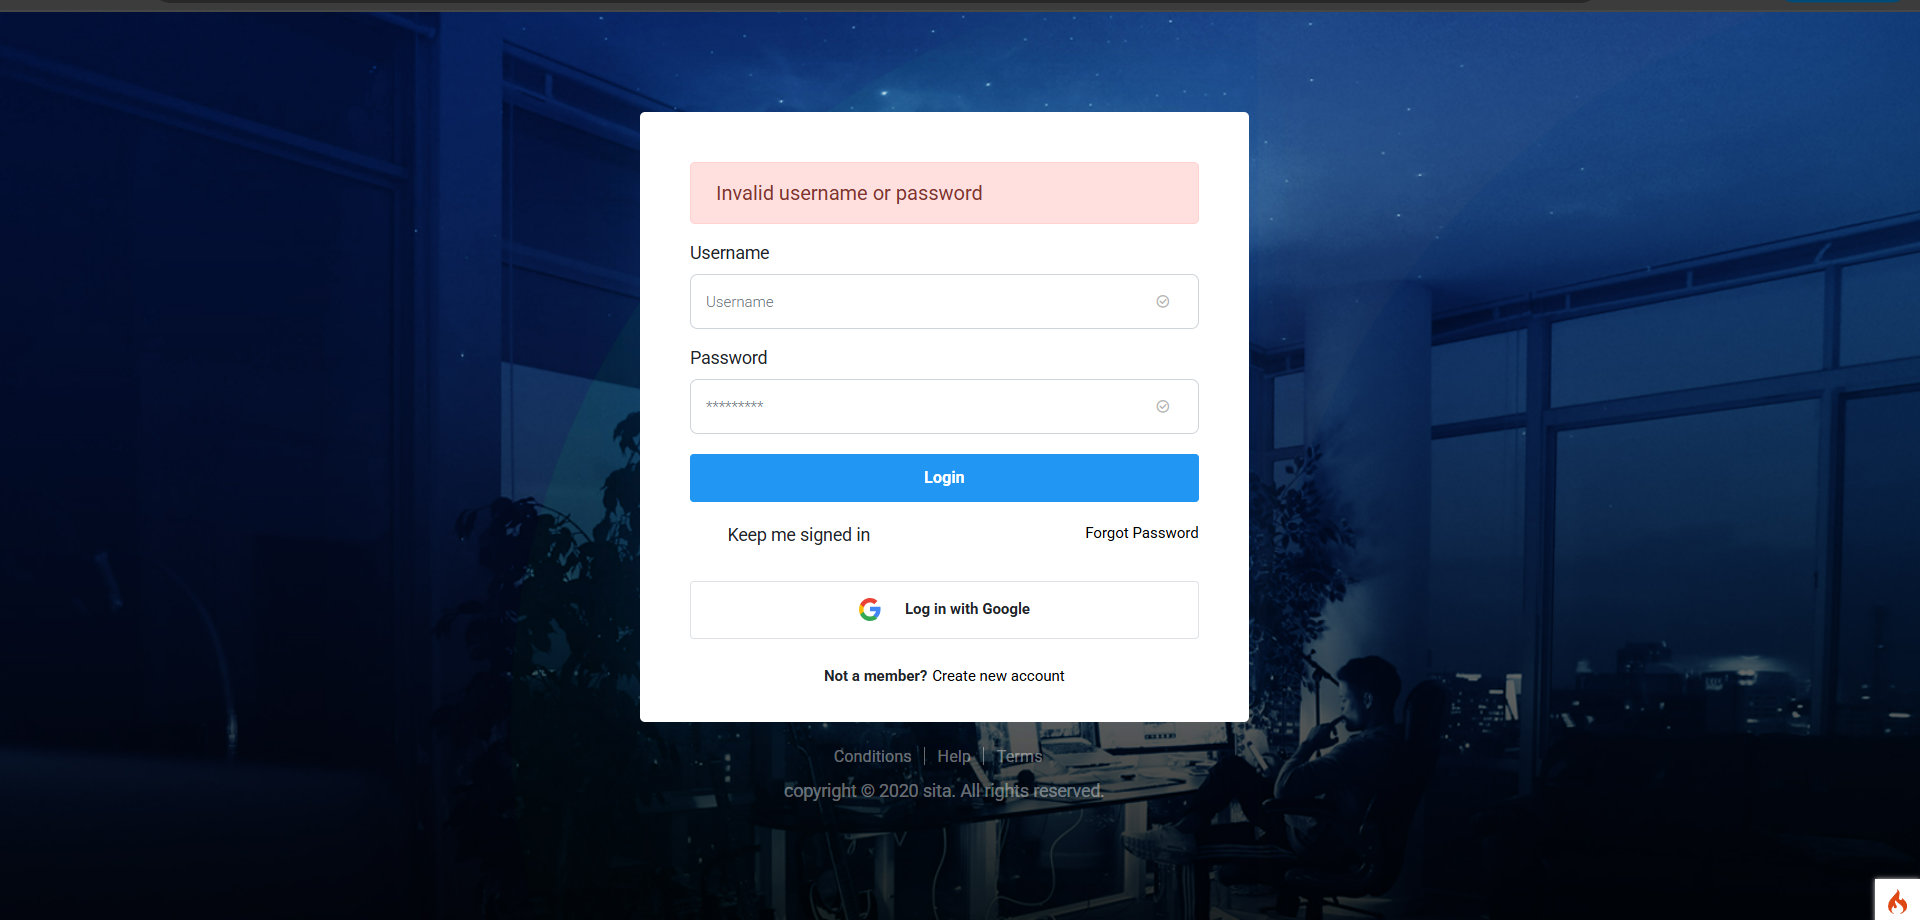 Invalid username or password
Username
Username
Password
*********
Login
Keep me signed in
Forgot Password
Log in with Google
Not a member? Create new account
Conditions
Help
Terms
copyright © 2020 sita. All rights reserved.